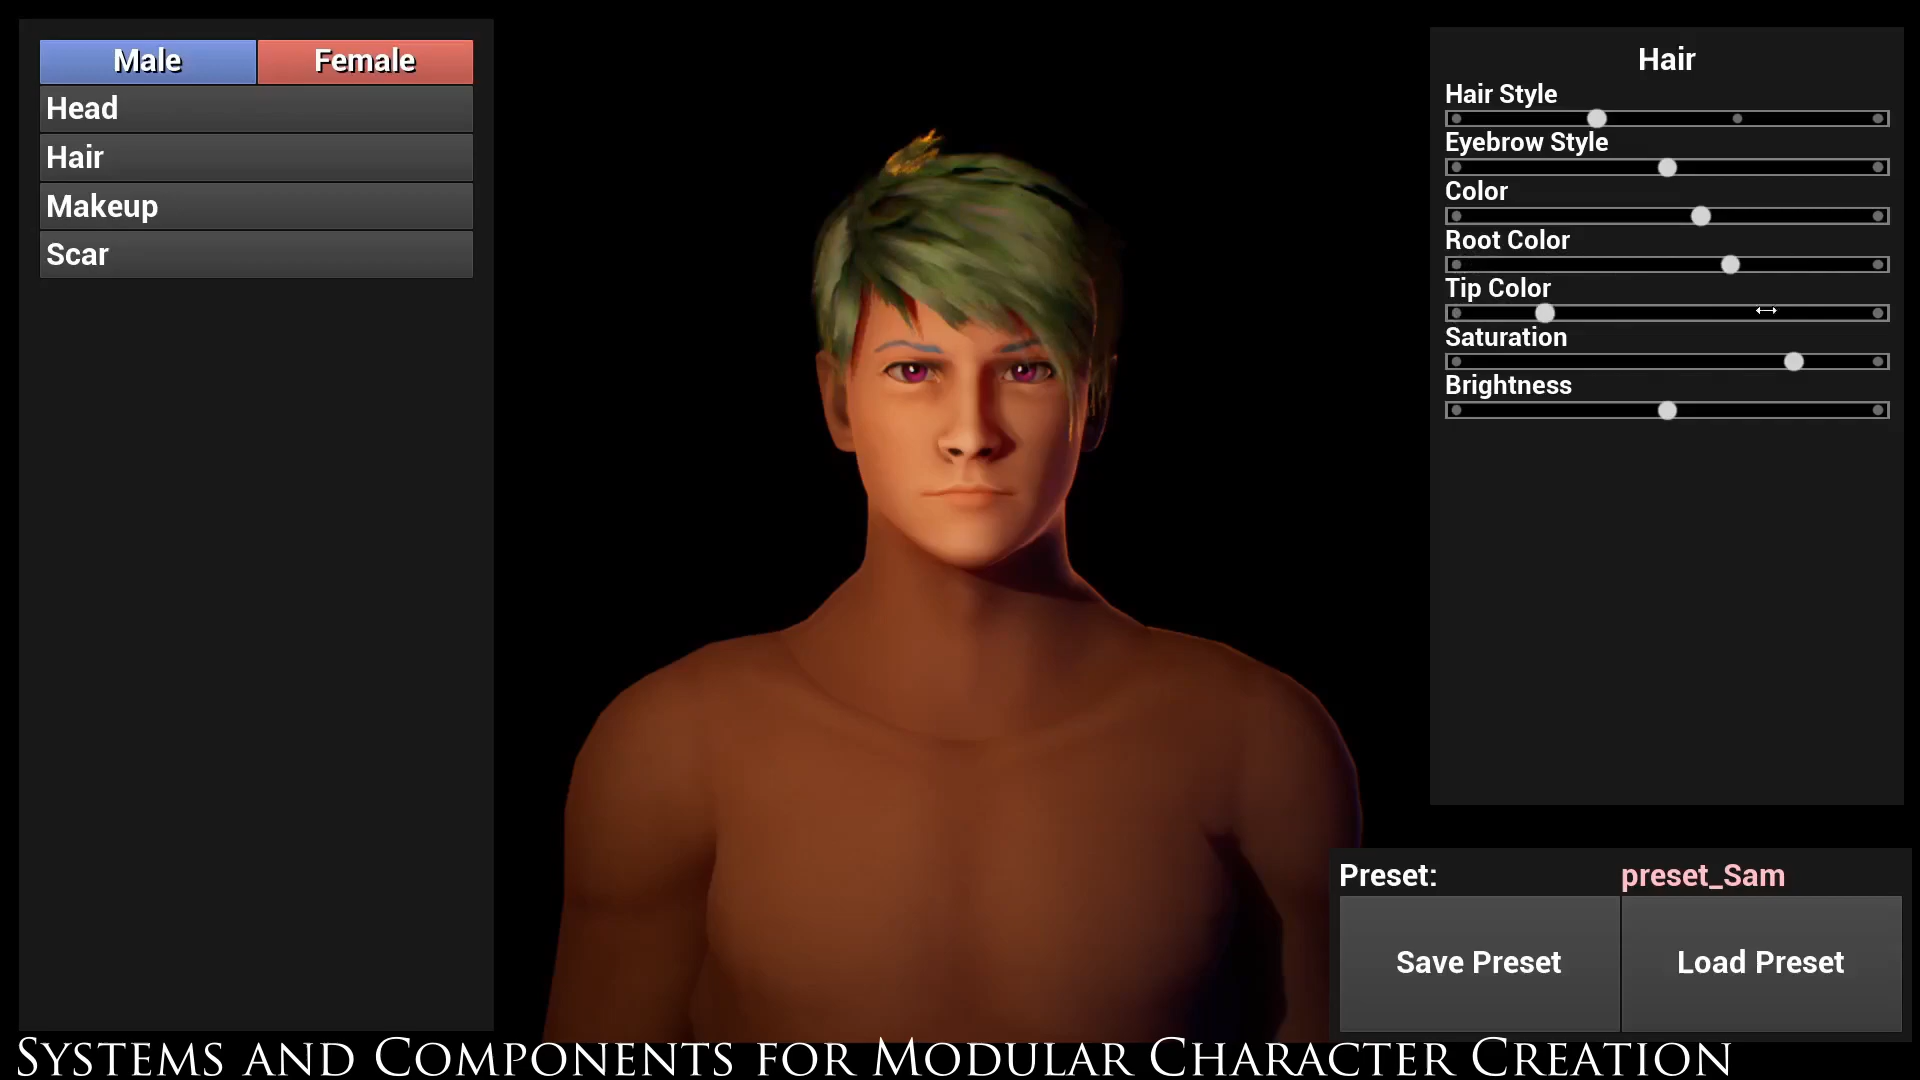 Male
Female
Head
Hair
Makeup
Scar
Hair
Hair Style
Eyebrow Style
Color
Root Color
Tip Color
Saturation
Brightness
Preset:
preset_Sam
Save Preset
Load Preset
Systems and Components for Modular Character Creation